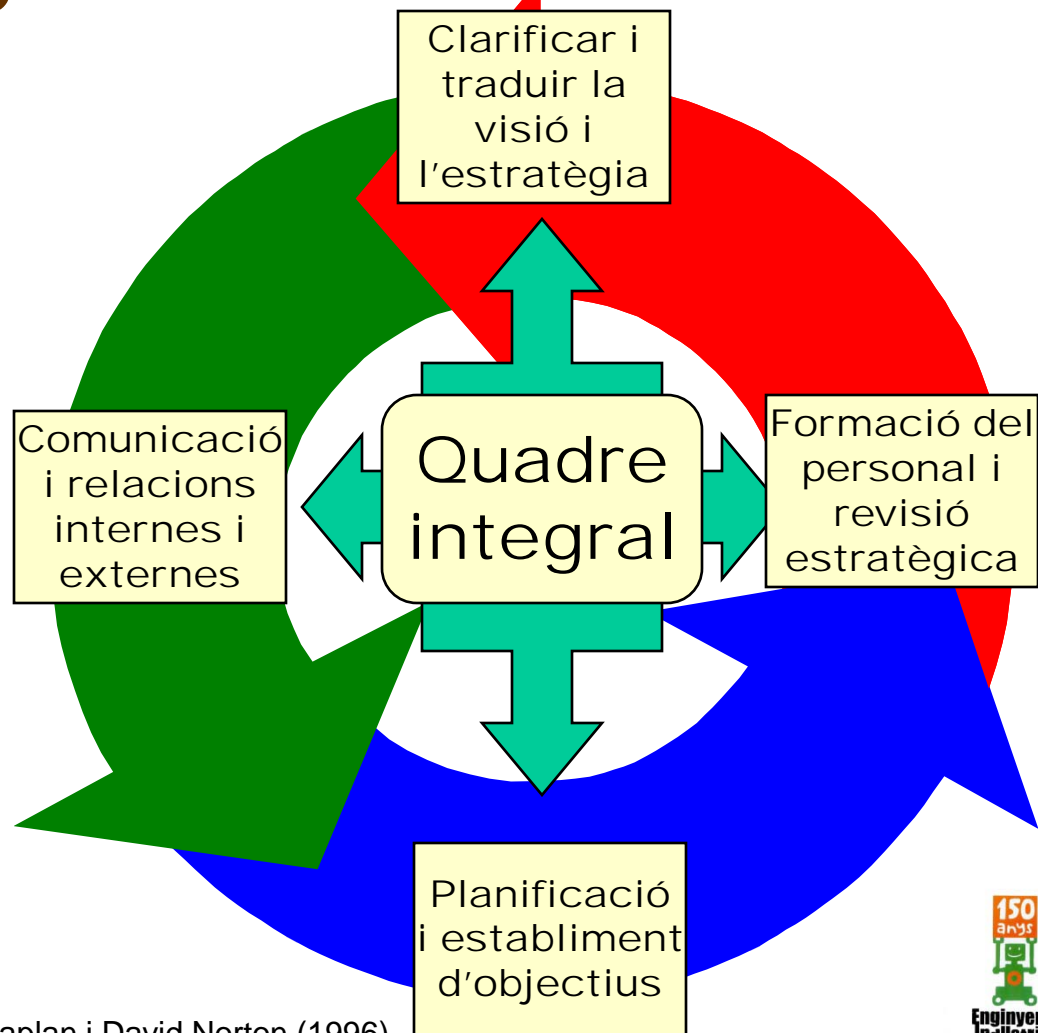 Clarificar i
traduir la
visió i
l’estratègia
Comunicació
i relacions
internes i
externes
Quadre
integral
Formació del
personal i
revisió
estratègica
Planificació
i establiment
d’objectius
i David Norton (1996)
150
anys